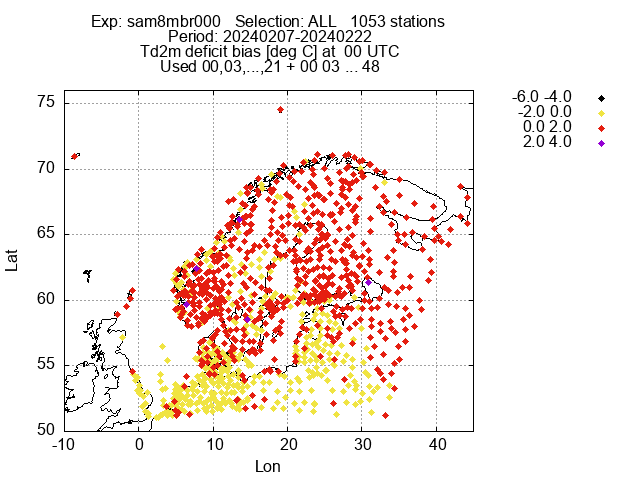 Exp: sam8mbr000 Selection: ALL 1053 stations
Period: 20240207-20240222
Td2m deficit bias [deg C] at 00 UTC
Used 00,03,...,21 + 00 03 ... 48
-6.0 -4.0
-2.0 0.0
0.0 2.0
2.0 4.0
75
70
65
60
55
50
Lat
-10 0 10 20 30 40
Lon